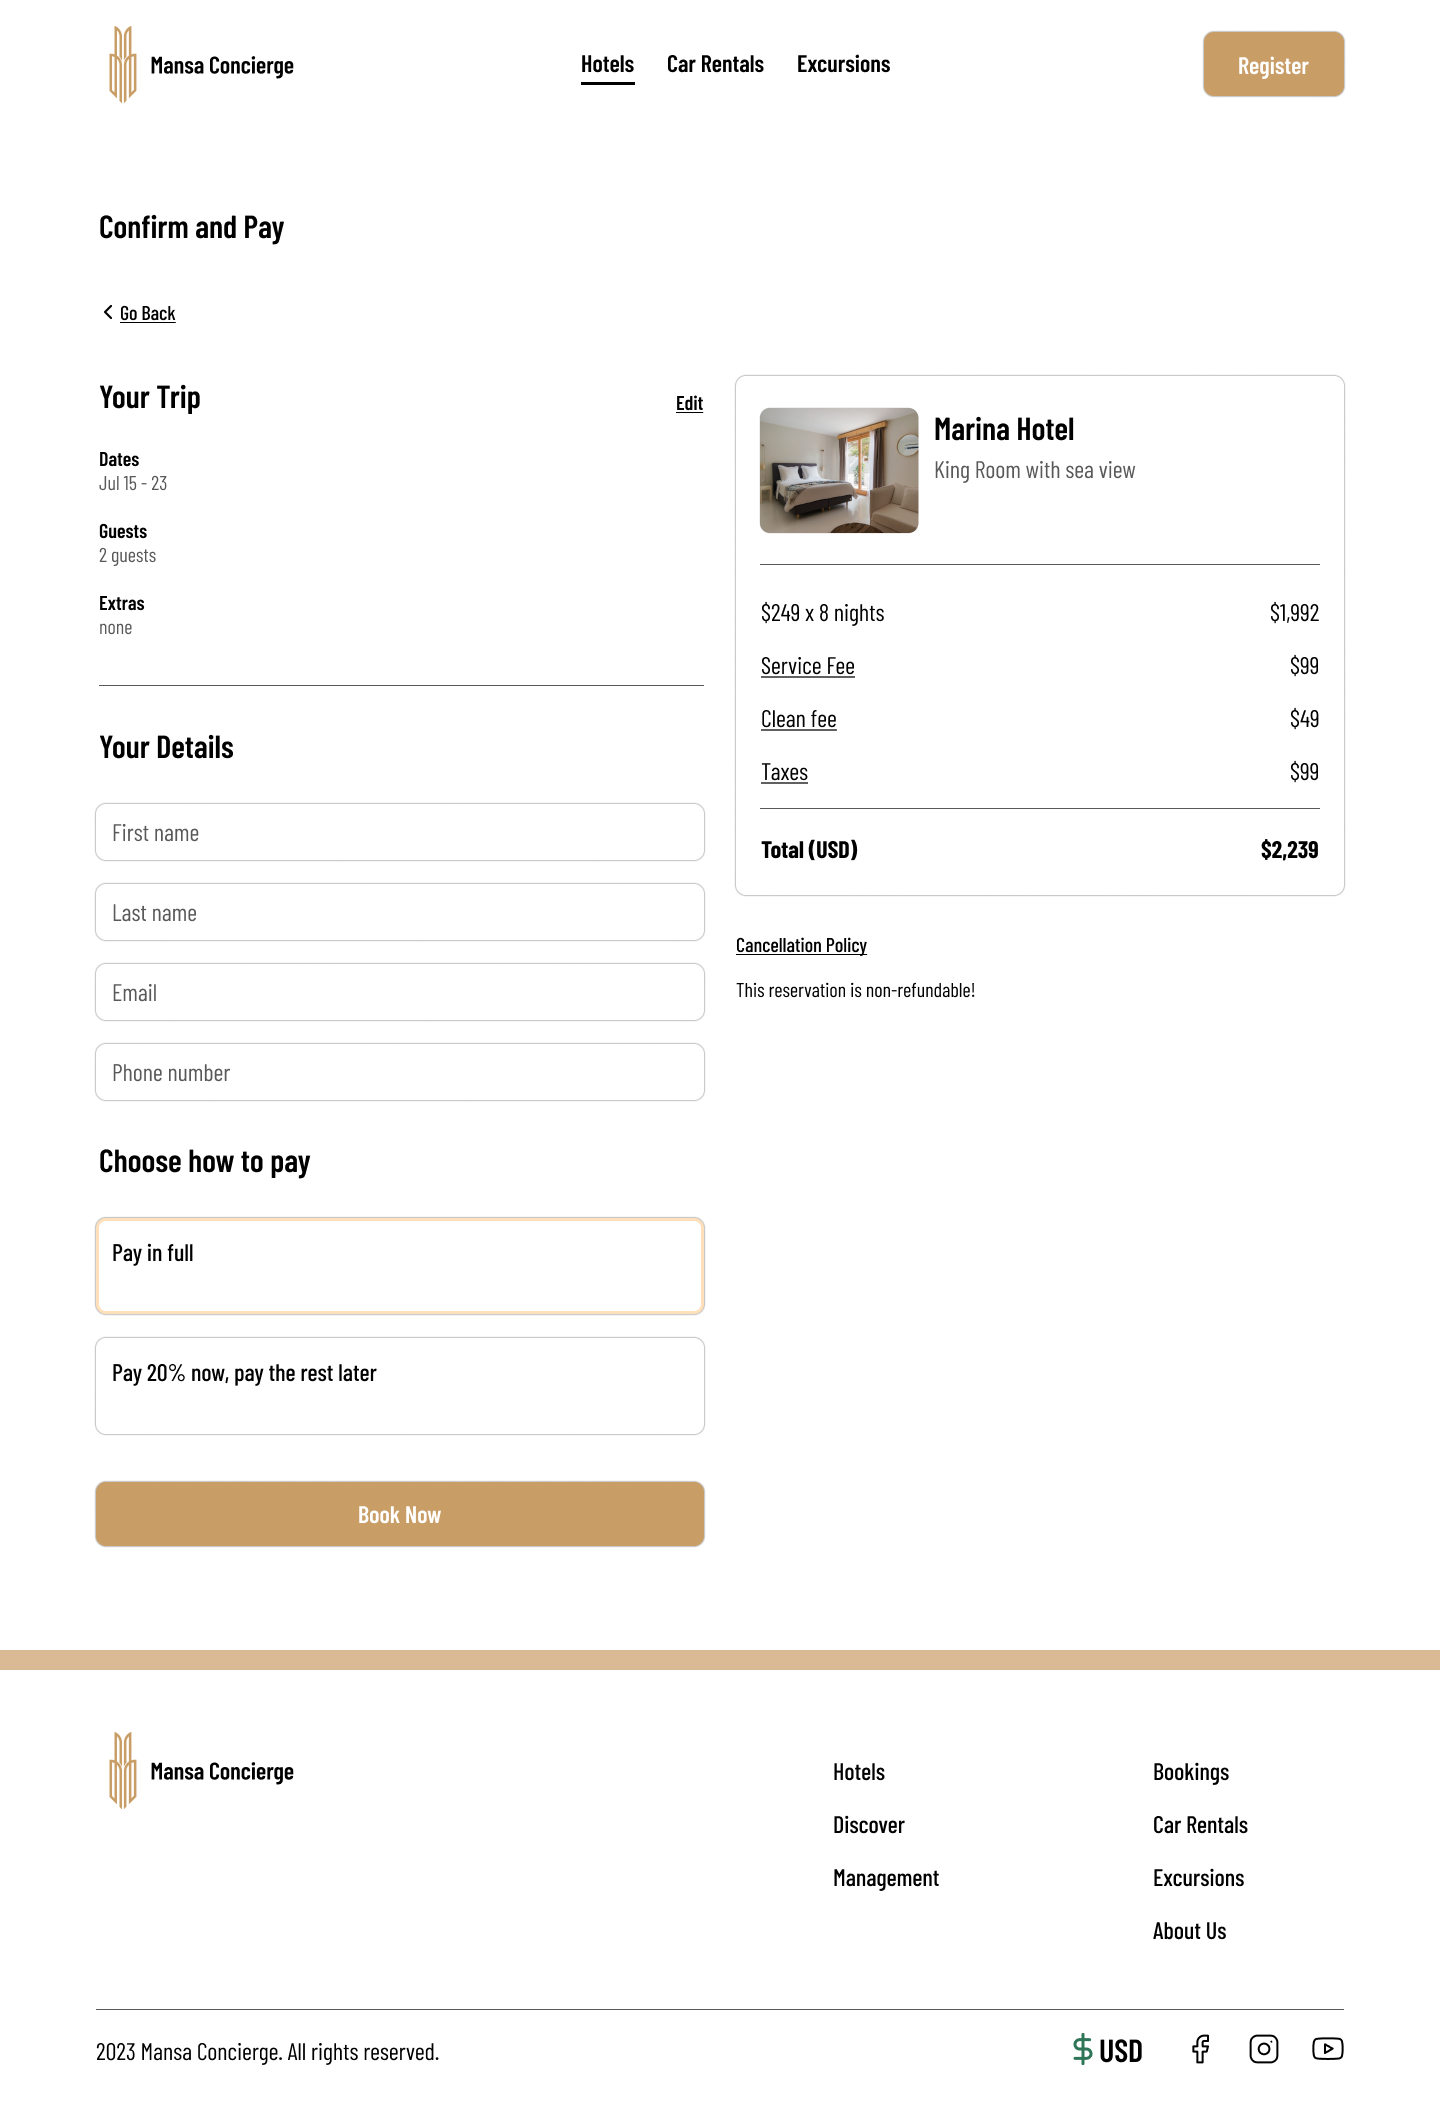 Mansa Concierge
Hotels
Car Rentals
Excursions
Register
Confirm and Pay
Go Back
Your Trip
Edit
Dates
Jul 15 - 23
Guests
2 guests
Extras
none
Your Details
First name
Last name
Email
Phone number
Choose how to pay
Pay in full
Pay 20% now, pay the rest later
Book Now
Marina Hotel
King Room with sea view
$249 x 8 nights $1,992
Service Fee $99
Clean fee $49
Taxes $99
Total (USD) $2,239
Cancellation Policy
This reservation is non-refundable!
Mansa Concierge
Hotels
Discover
Management
Bookings
Car Rentals
Excursions
About Us
2023 Mansa Concierge. All rights reserved.
$ USD